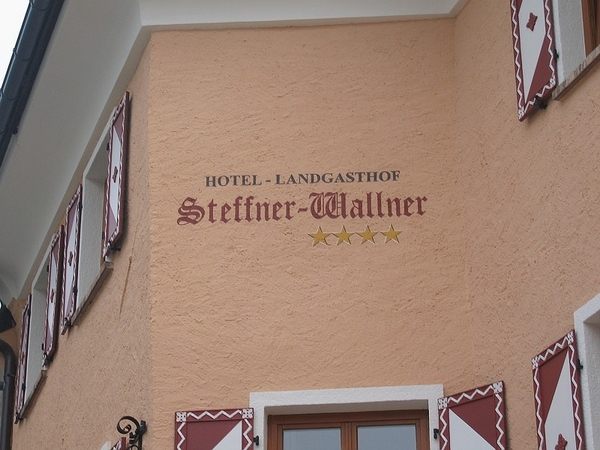 HOTEL - LANDGASTHOF
Steffner-Wallner